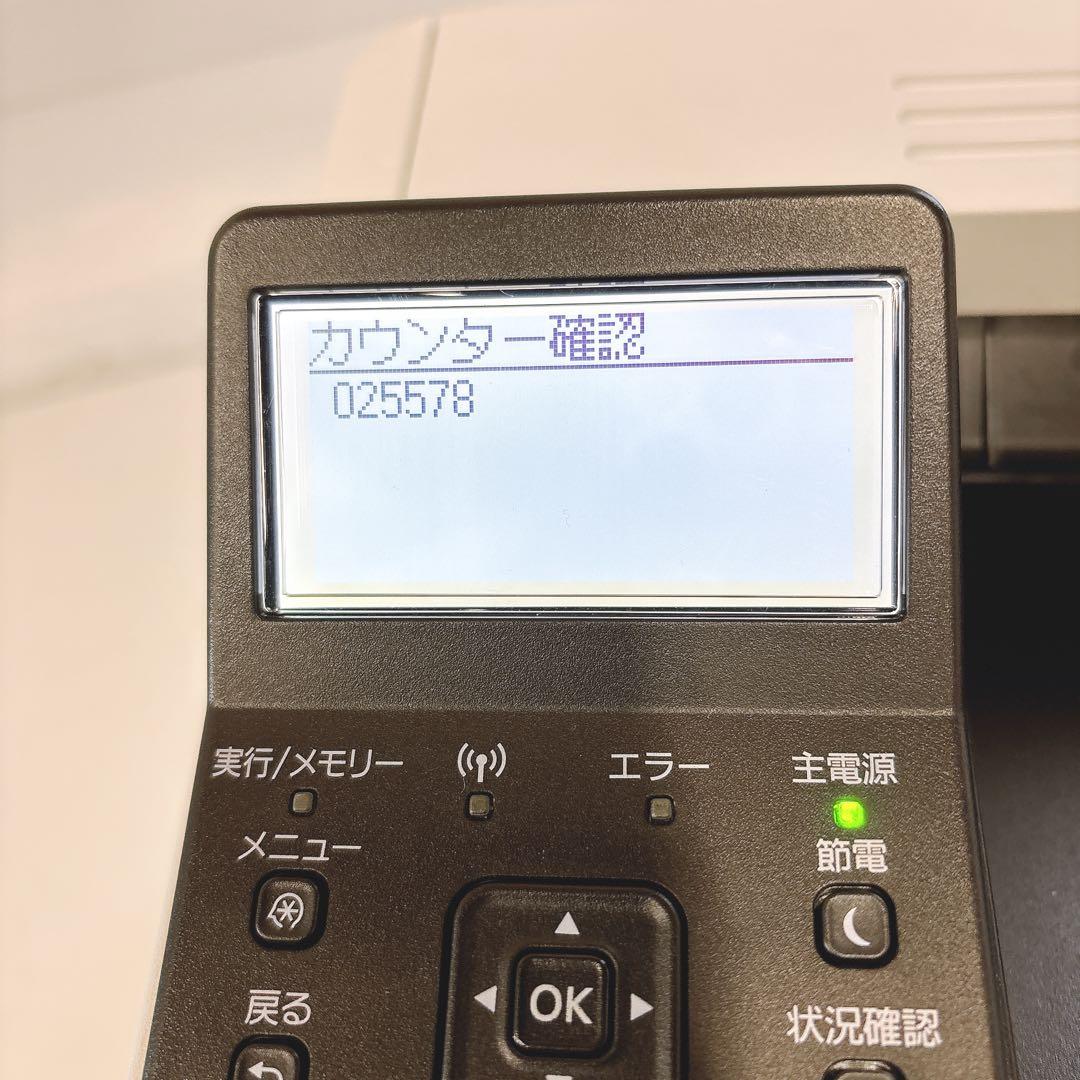 カウンター確認
025578
実行/メモリー
エラー
主電源
メニュー
節電
OK
戻る
状況確認